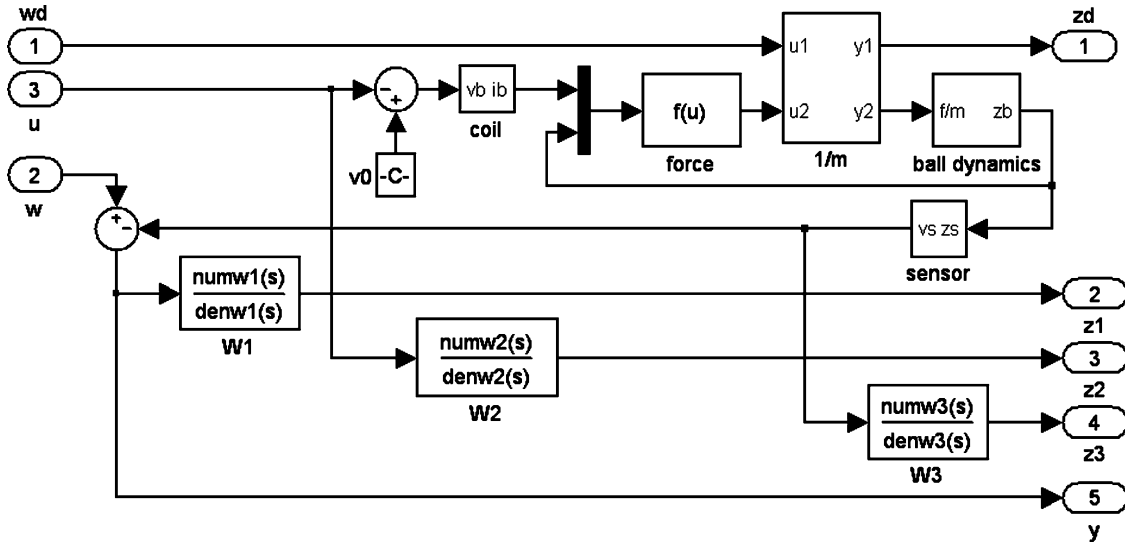 wd
1
3
u
2
w
- +
v0
-C-
vb ib
coil
f(u)
force
u1 y1
u2 y2
1/m
f/m zb
ball dynamics
zd
1
+ -
vs zs
sensor
numw1(s)
denw1(s)
W1
2
z1
numw2(s)
denw2(s)
W2
3
z2
numw3(s)
denw3(s)
W3
4
z3
5
y